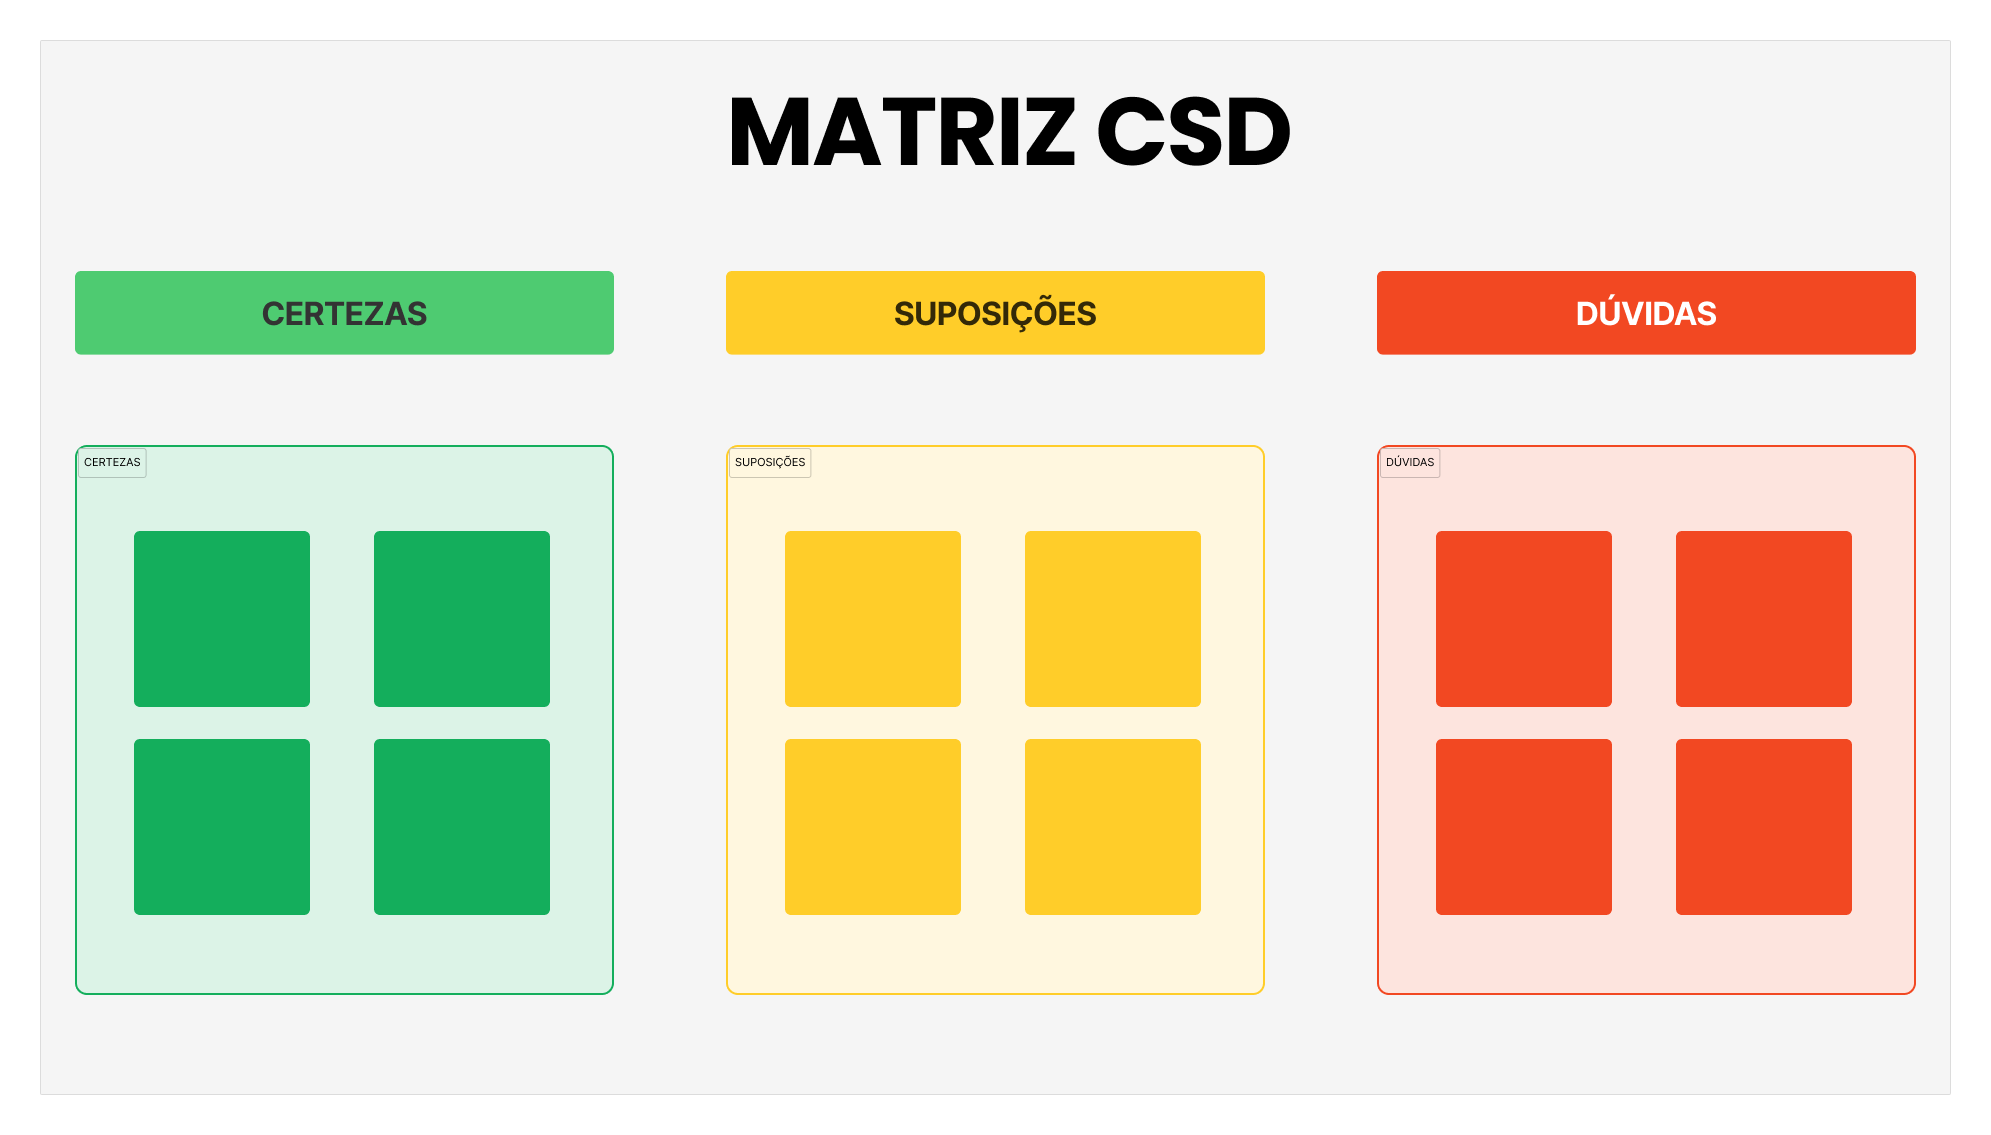 MATRIZ CSD
CERTEZAS
SUPOSIÇÕES
DÚVIDAS
CERTEZAS
SUPOSIÇÕES
DÚVIDAS